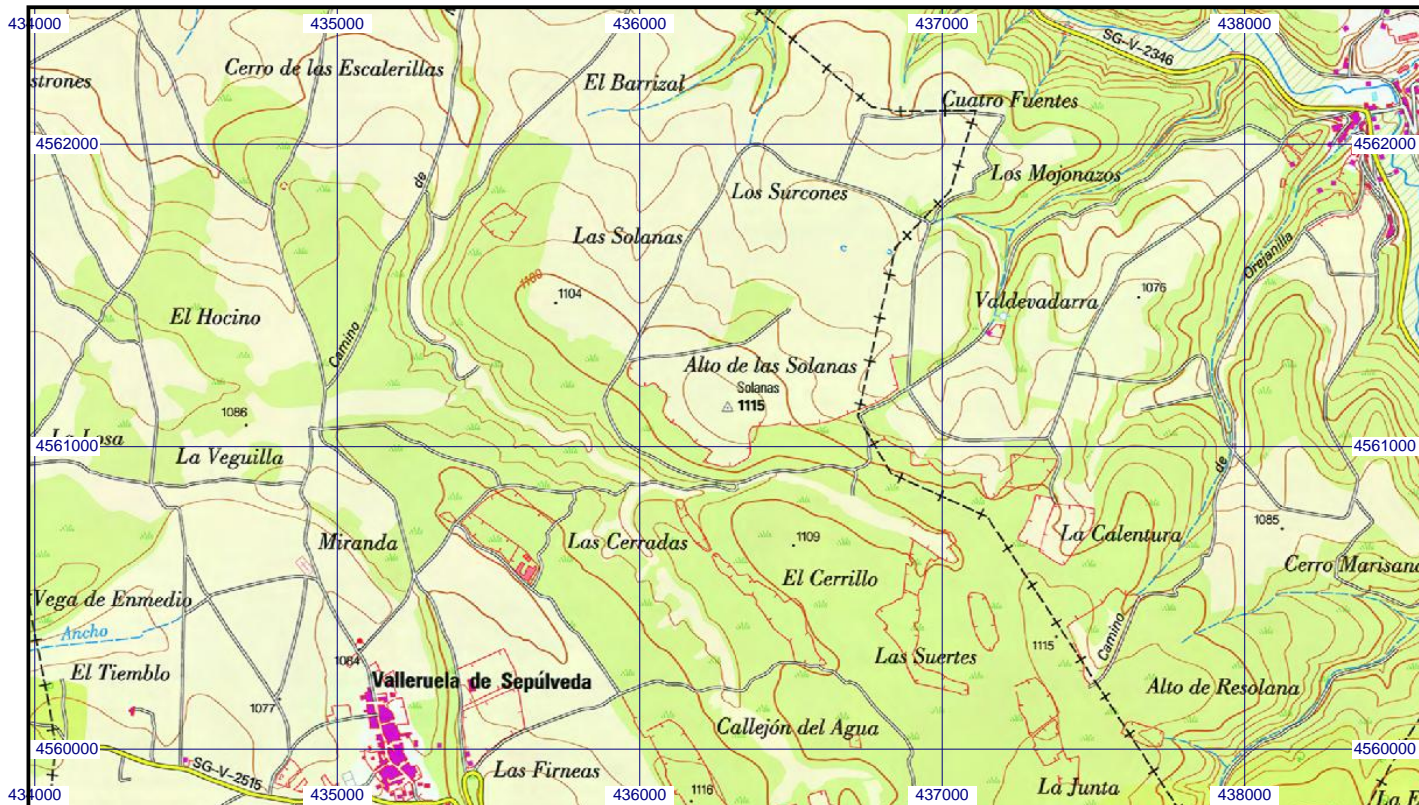 434000
435000
436000
437000
438000
SG-V-2346
strones
Cerro de las Escalerillas
El Barrizal
Cuatro Fuentes
4562000
4562000
de
Los Surcones
Los Mojonazos
Las Solanas
Orejanilla
1100
1104
Valdevadarra
1076
El Hocino
Camino
Alto de las Solanas
Solanas
1115
1086
La Losa
4561000
4561000
La Veguilla
de
1085
Miranda
Las Cerradas
1109
La Calentura
El Cerrillo
Cerro Marisanc
Vega de Enmedio
Ancho
1115
Camino
1084
El Tiemblo
Valleruela de Sepúlveda
Las Suertes
Alto de Resolana
1077
Callejón del Agua
4560000
4560000
SG-V-2515
Las Firneas
1116
La Junta
434000
435000
436000
437000
438000